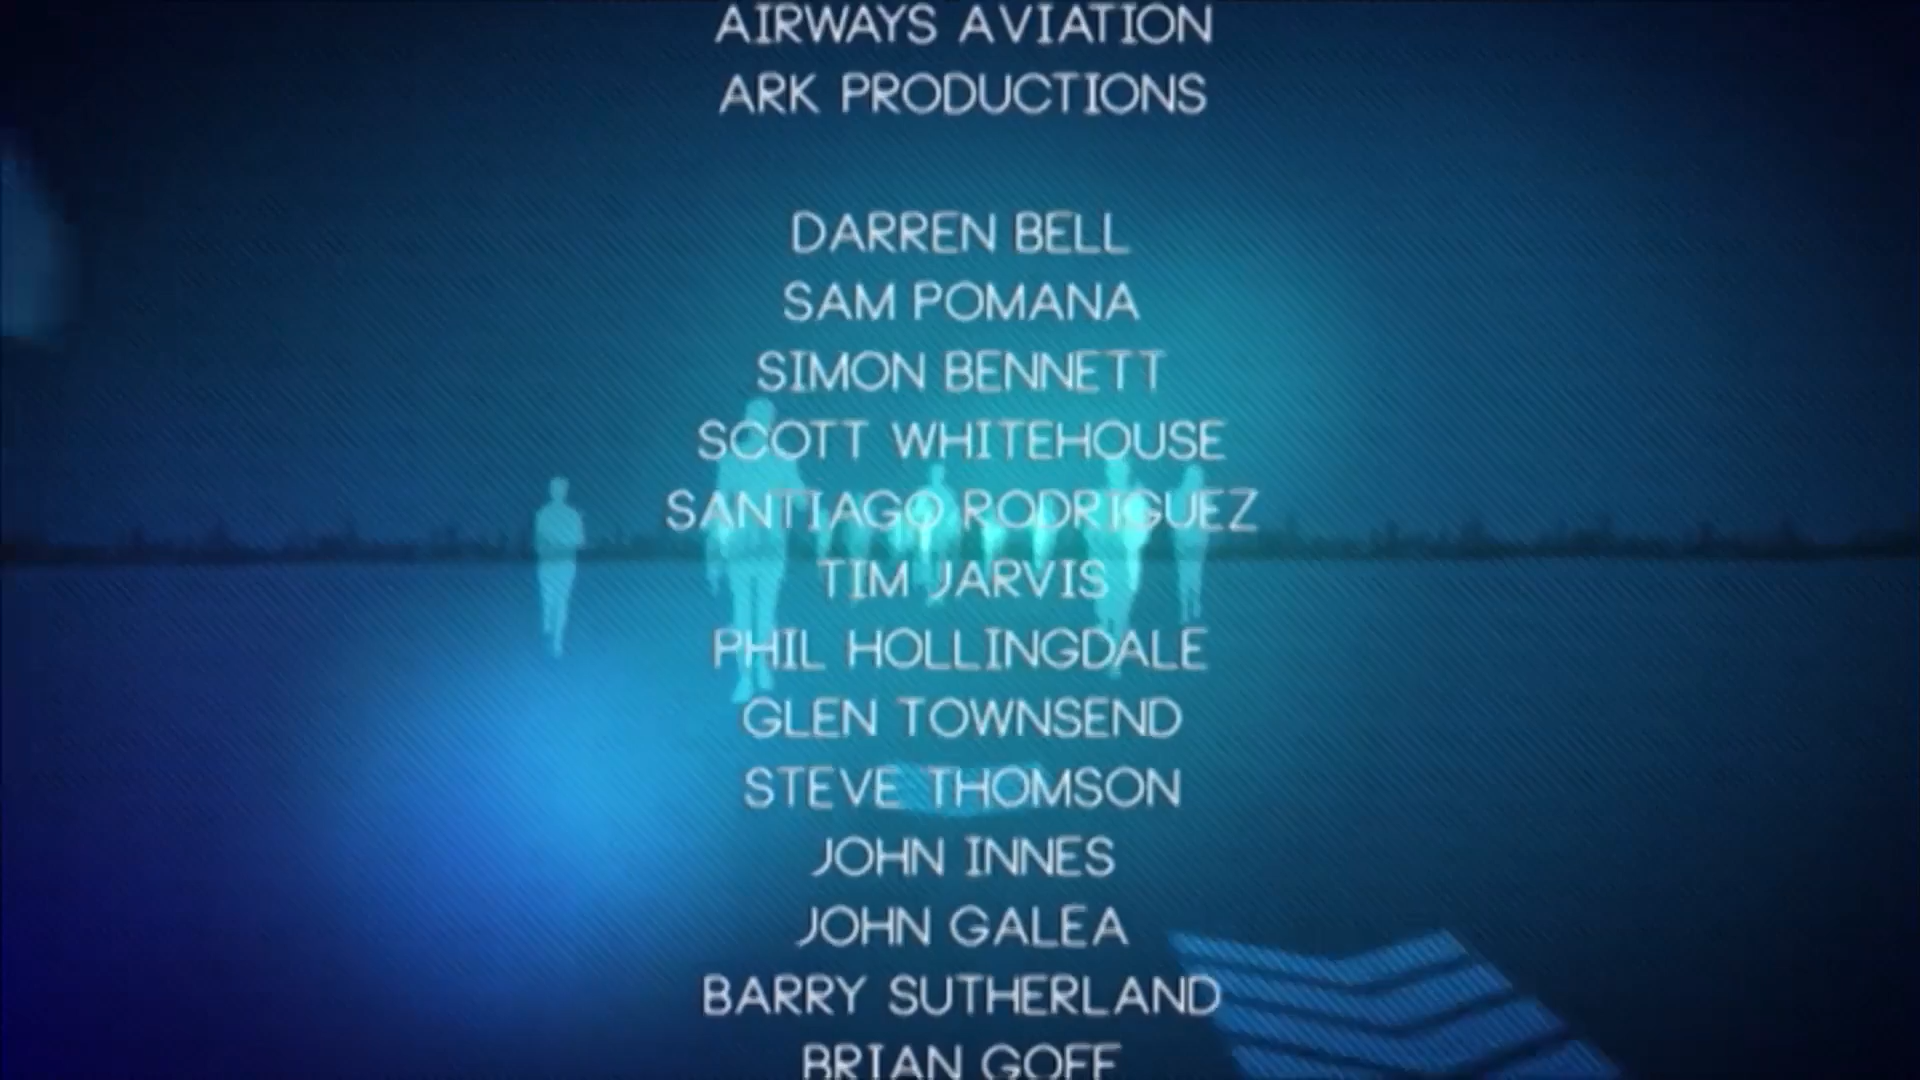 AIRWAYS AVIATION
ARK PRODUCTIONS
DARREN BELL
SAM POMANA
SIMON BENNETT
SCOTT WHITEHOUSE
SANTIAGO RODRIGUEZ
TIM JARVIS
PHIL HOLLINGDALE
GLEN TOWNSEND
STEVE THOMSON
JOHN INNES
JOHN GALEA
BARRY SUTHERLAND
BRIAN GOFF